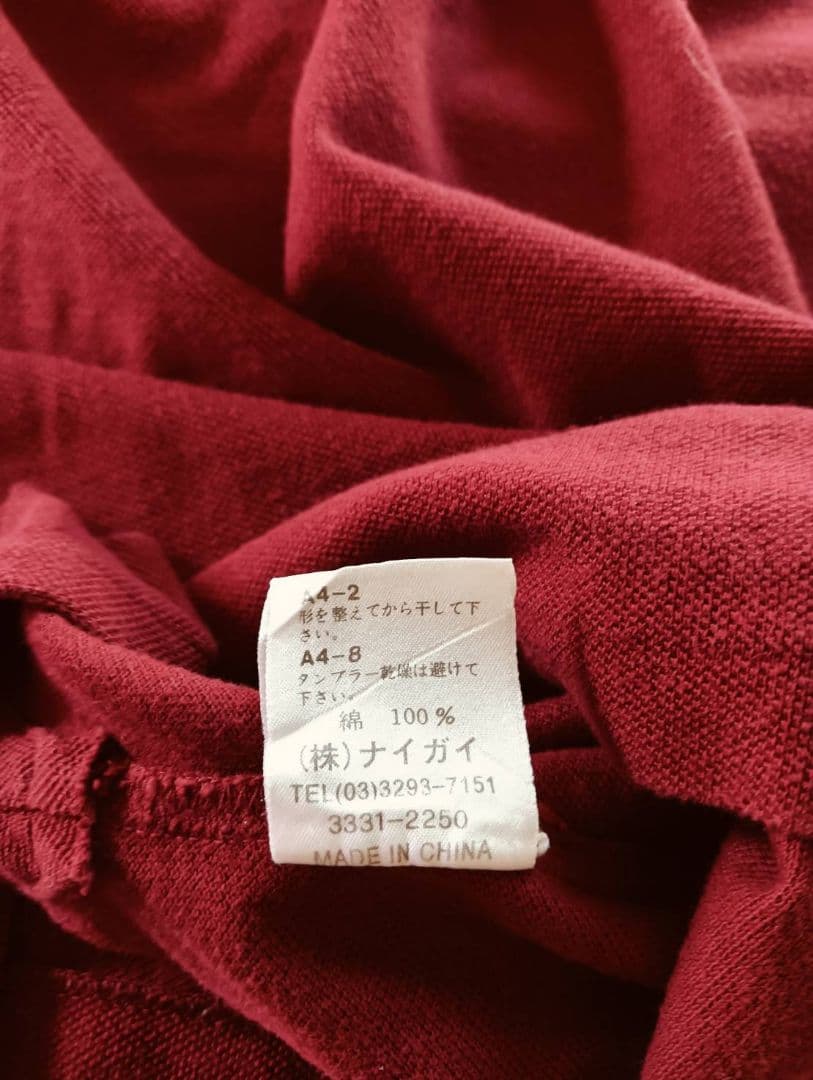 A4-2
形を整えてから干して下
さい。
A4-8
タンブラー乾燥は避けて
下さい。
綿 100%
(株)ナイガイ
TEL(03)3293-7151
3331-2250
MADE IN CHINA